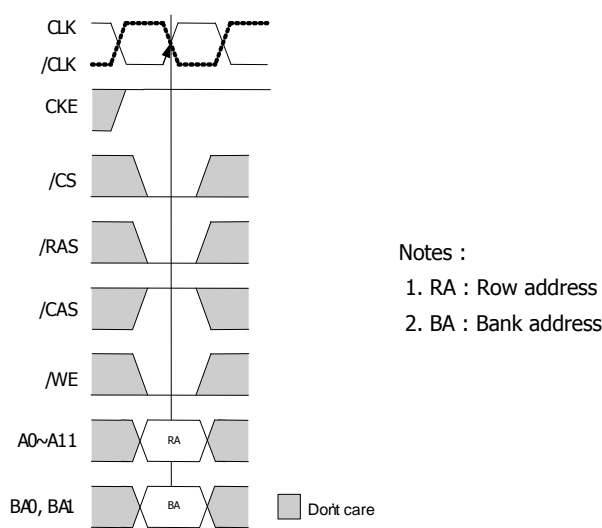 CLK
/CLK
CKE
/CS
/RAS
/CAS
/WE
A0~A11
RA
BA0, BA1
BA
Don't care
Notes :
1. RA : Row address
2. BA : Bank address